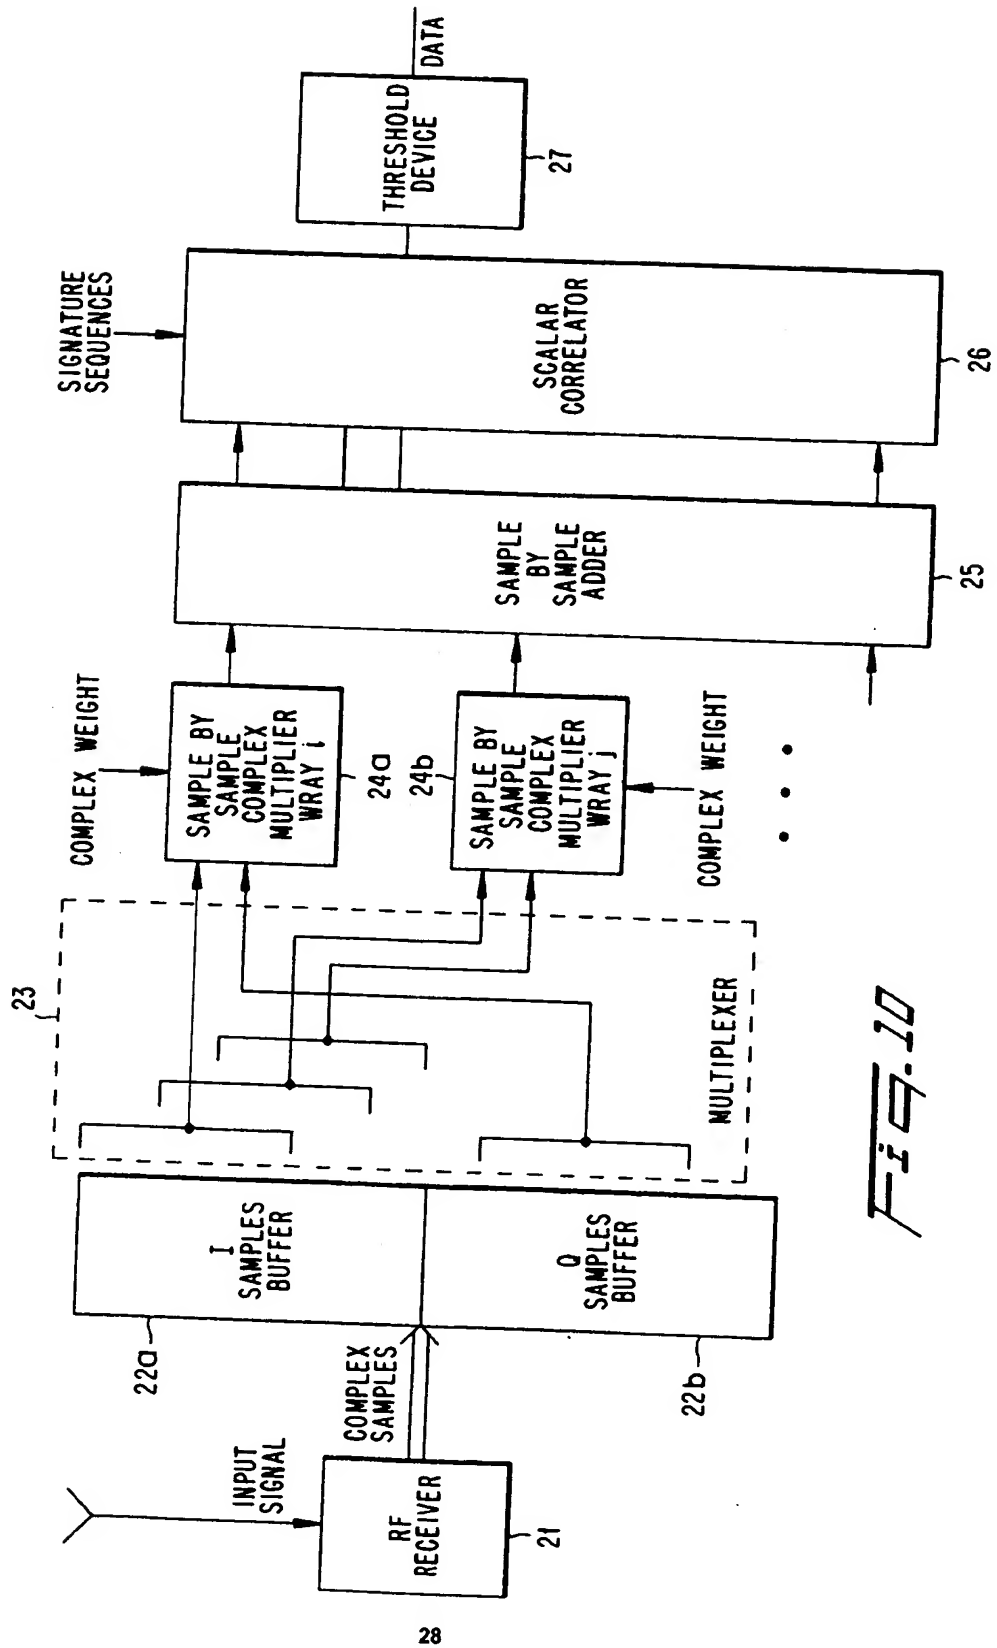 INPUT
SIGNAL
RF
RECEIVER
21
COMPLEX
SAMPLES
22a
I
SAMPLES
BUFFER
Q
SAMPLES
BUFFER
22b
23
MULTIPLEXER
COMPLEX WEIGHT
SAMPLE BY
SAMPLE
COMPLEX
MULTIPLIER
WRAY i
24a
24b
SAMPLE BY
SAMPLE
COMPLEX
MULTIPLIER
WRAY j
COMPLEX WEIGHT
SAMPLE
BY
SAMPLE
ADDER
25
SIGNATURE
SEQUENCES
SCALAR
CORRELATOR
26
THRESHOLD
DEVICE
27
DATA
Fig. 10
28